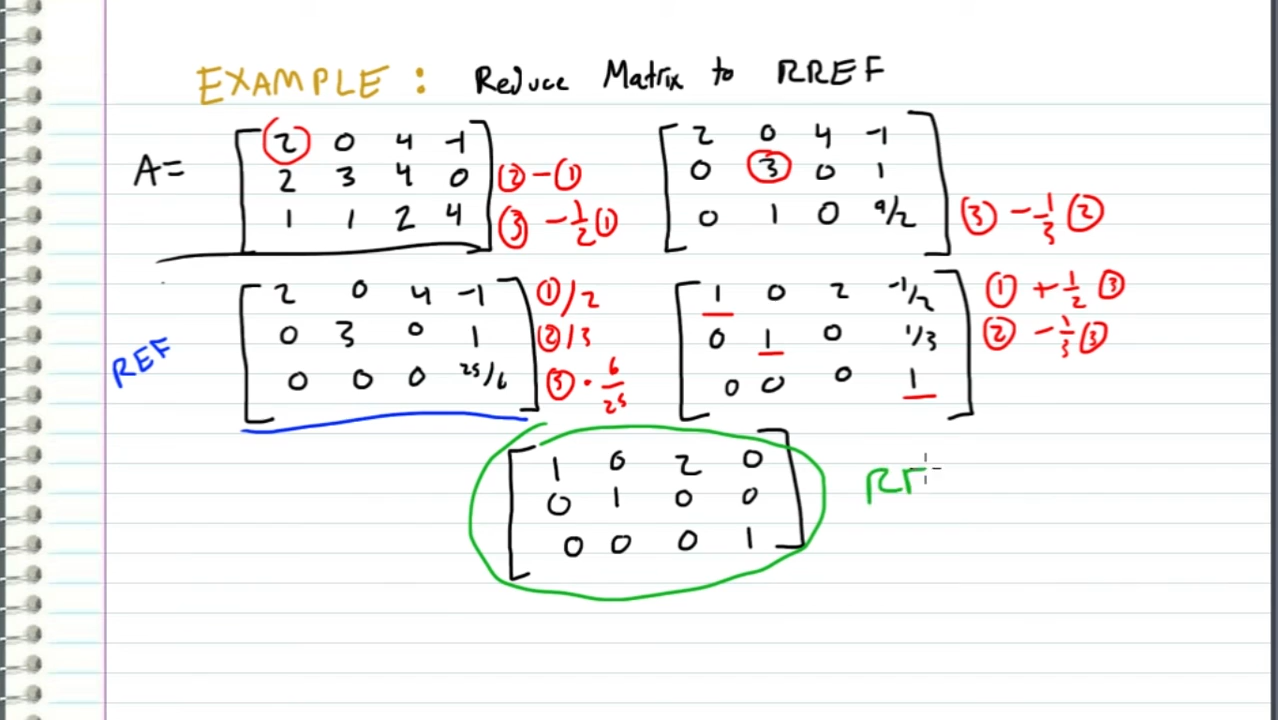 EXAMPLE : Reduce Matrix to RREF
A= [ 2 0 4 -1
2 3 4 0
1 1 2 4 ]
② - ①
③ - 1/2 ①
[ 2 0 4 -1
0 3 0 1
0 1 0 9/2 ]
③ - 1/3 ②
REF
[ 2 0 4 -1
0 3 0 1
0 0 0 25/6 ]
①/2
②/3
③ · 6/25
[ 1 0 2 -1/2
0 1 0 1/3
0 0 0 1 ]
① + 1/2 ③
② - 1/3 ③
[ 1 0 2 0
0 1 0 0
0 0 0 1 ]
RF